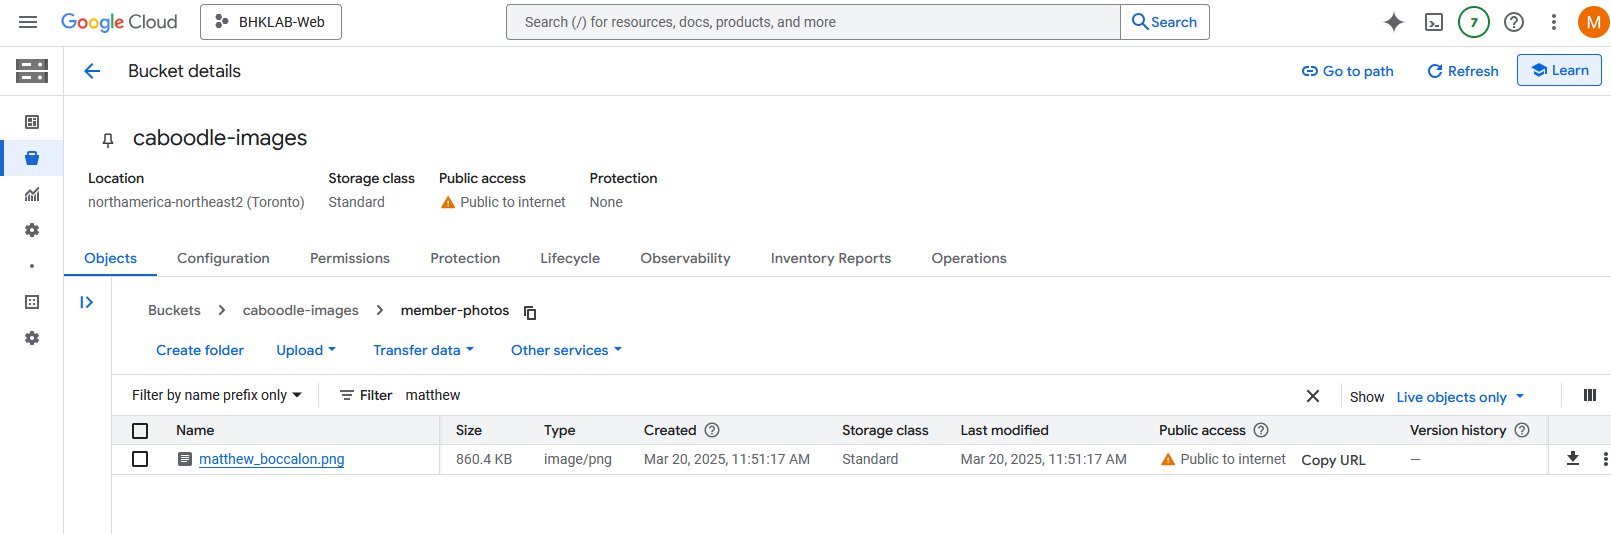 Google Cloud
BHKLAB-Web
Search (/) for resources, docs, products, and more
Search
7
M
Bucket details
Go to path
Refresh
Learn
caboodle-images
Location
Storage class
Public access
Protection
northamerica-northeast2 (Toronto)
Standard
Public to internet
None
Objects
Configuration
Permissions
Protection
Lifecycle
Observability
Inventory Reports
Operations
Buckets
caboodle-images
member-photos
Create folder
Upload
Transfer data
Other services
Filter by name prefix only
Filter
matthew
Show
Live objects only
Name
Size
Type
Created
Storage class
Last modified
Public access
Version history
matthew_boccalon.png
860.4 KB
image/png
Mar 20, 2025, 11:51:17 AM
Standard
Mar 20, 2025, 11:51:17 AM
Public to internet
Copy URL
—